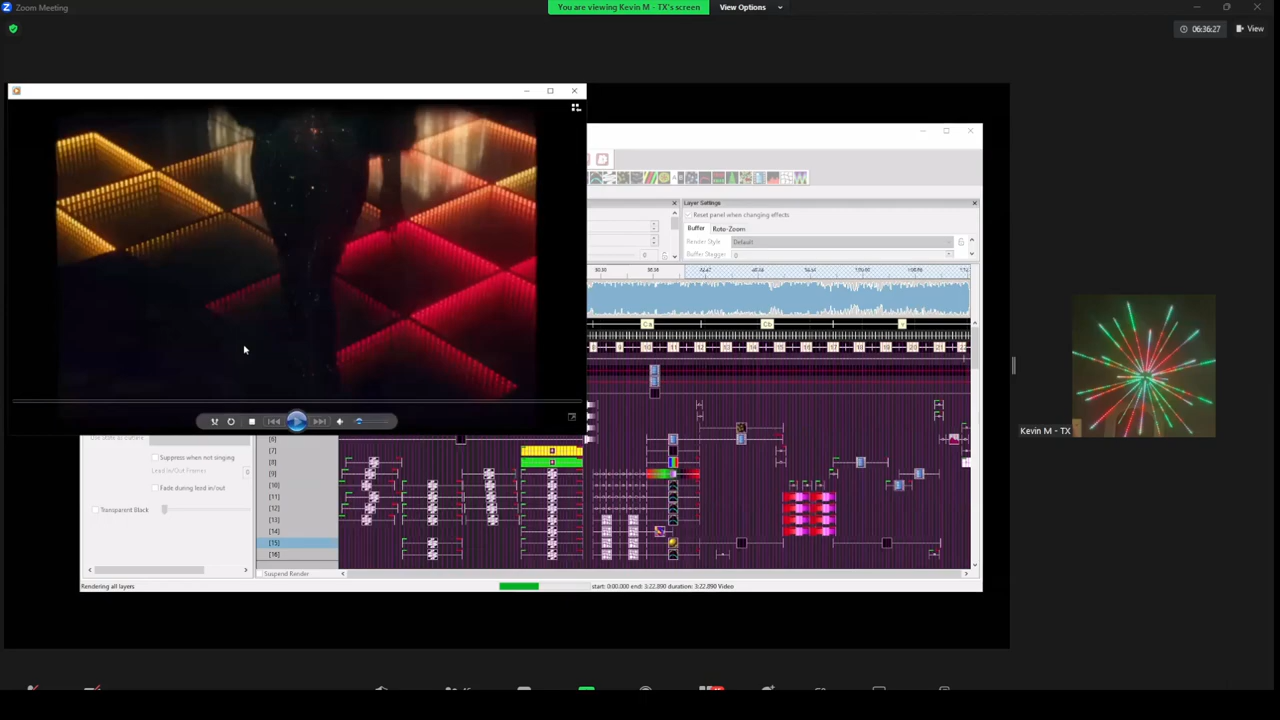 Zoom Meeting
You are viewing Kevin M - TX's screen
View Options
06:36:27
View
Layer Settings
Reset panel when changing effects
Buffer
Roto-Zoom
Render Style
Default
Buffer Stagger
0
0
Kevin M - TX
Suppress when not singing
Lead In/Out Frames
Fade during lead in/out
Transparent Black
[6]
[7]
[8]
[9]
[10]
[11]
[12]
[13]
[14]
[15]
[16]
Suspend Render
Rendering all layers
start: 0:00.000 end: 3:22.890 duration: 3:22.890 Video